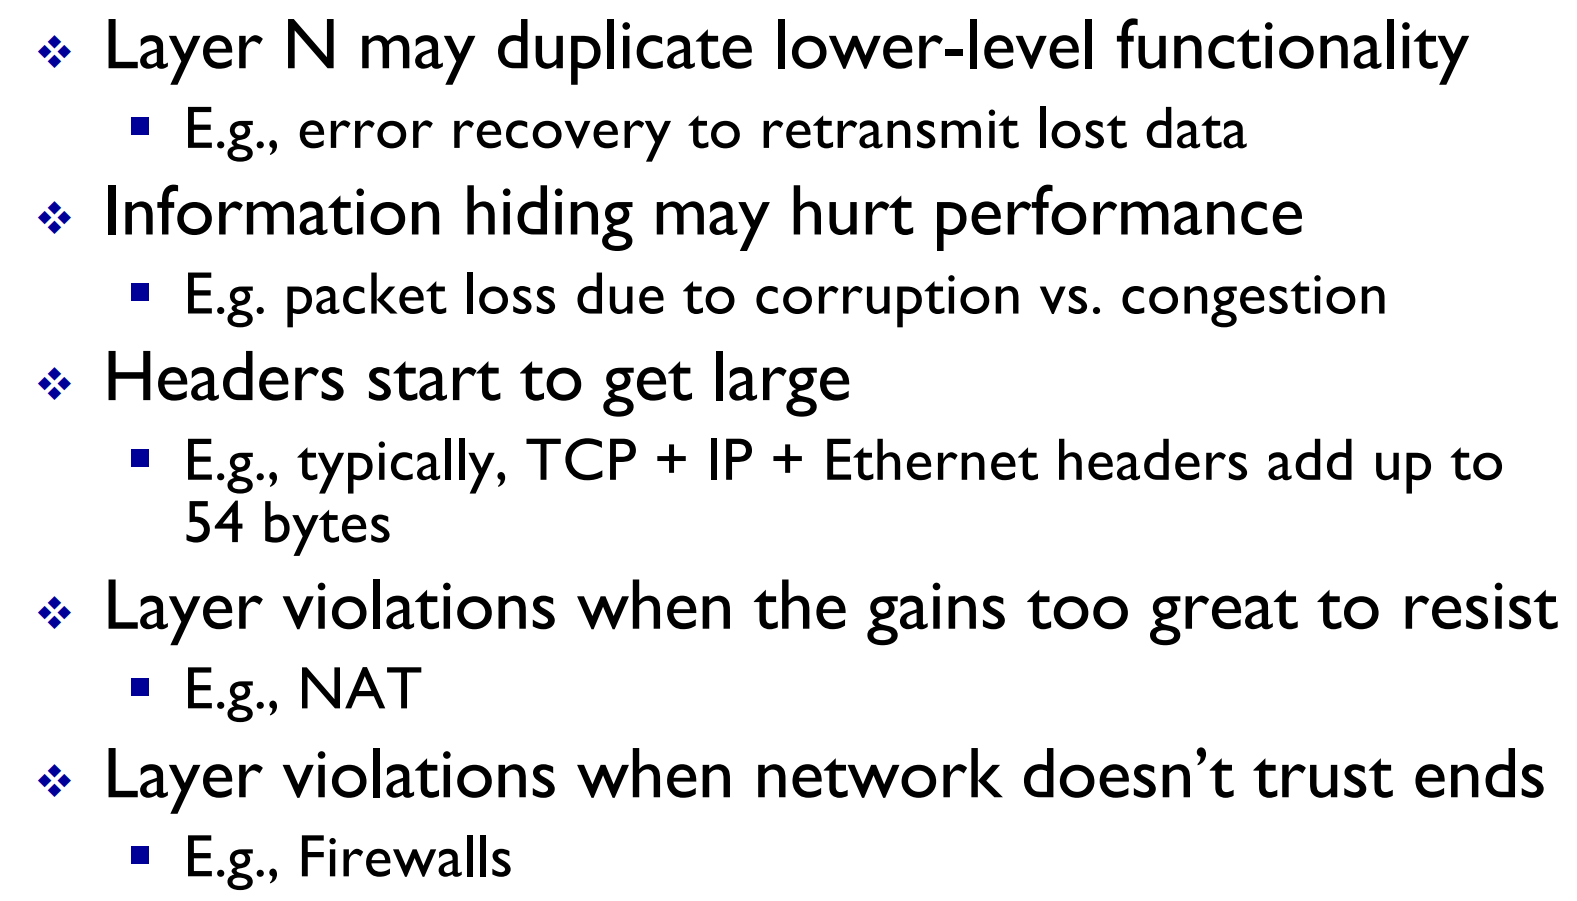 ❖ Layer N may duplicate lower-level functionality
▪ E.g., error recovery to retransmit lost data
❖ Information hiding may hurt performance
▪ E.g. packet loss due to corruption vs. congestion
❖ Headers start to get large
▪ E.g., typically, TCP + IP + Ethernet headers add up to
54 bytes
❖ Layer violations when the gains too great to resist
▪ E.g., NAT
❖ Layer violations when network doesn’t trust ends
▪ E.g., Firewalls